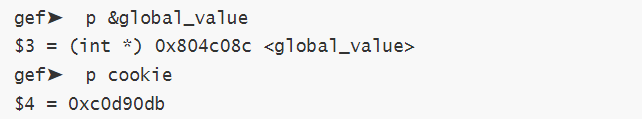 gef➤  p &global_value
$3 = (int *) 0x804c08c <global_value>
gef➤  p cookie
$4 = 0xc0d90db